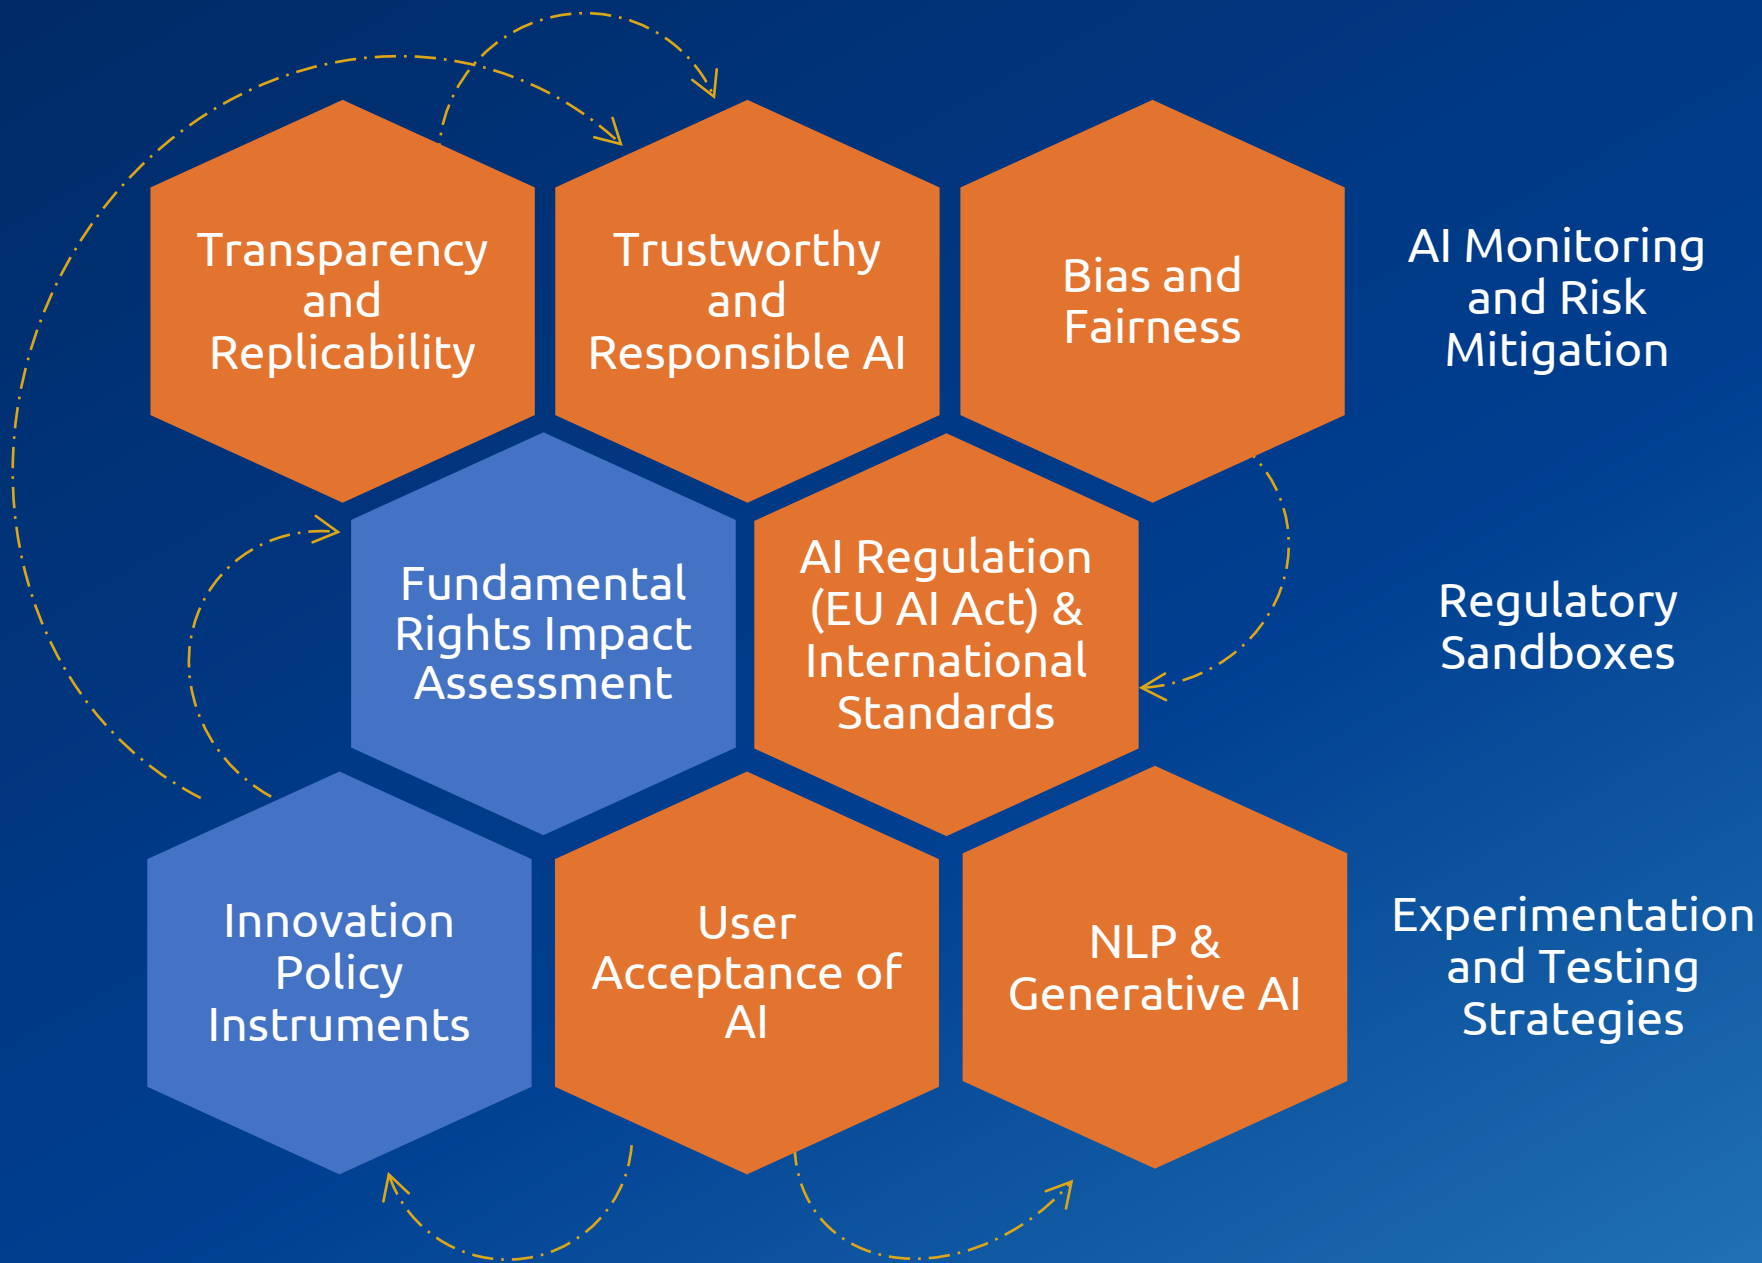 Transparency
and
Replicability
Trustworthy
and
Responsible AI
Bias and
Fairness
AI Monitoring
and Risk
Mitigation
Fundamental
Rights Impact
Assessment
AI Regulation
(EU AI Act) &
International
Standards
Regulatory
Sandboxes
Innovation
Policy
Instruments
User
Acceptance of
AI
NLP &
Generative AI
Experimentation
and Testing
Strategies